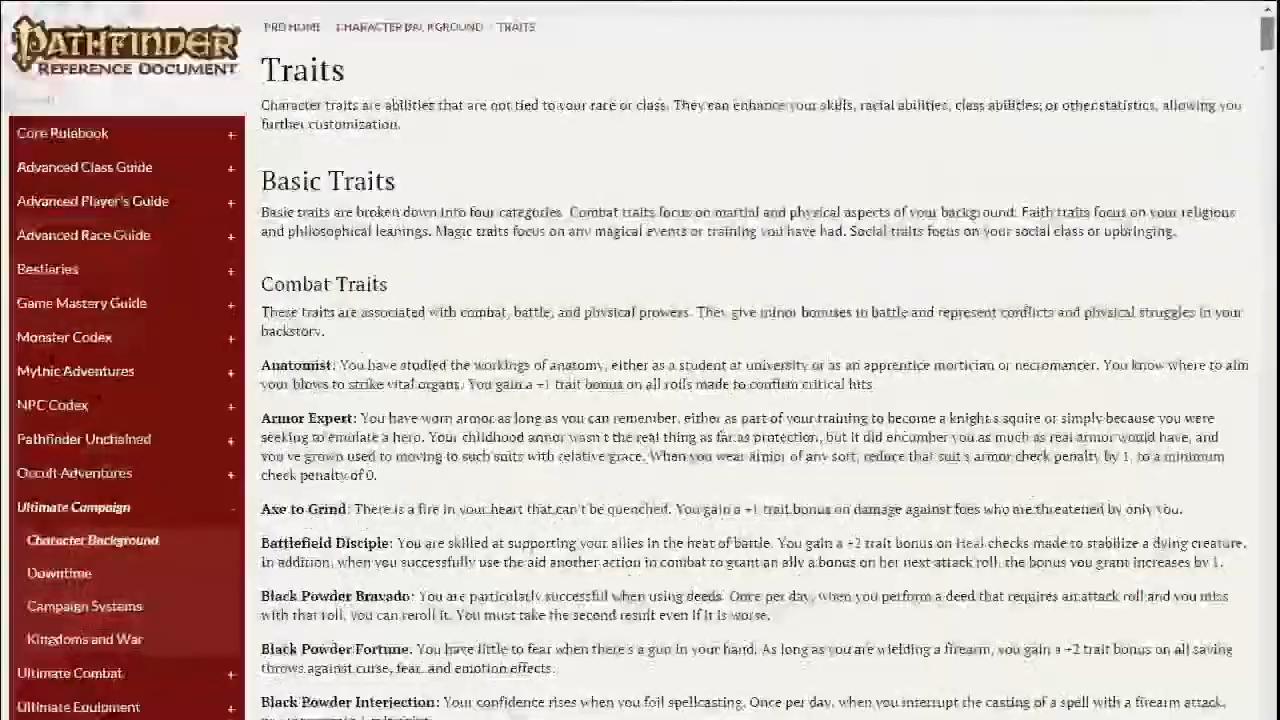 PATHFINDER
REFERENCE DOCUMENT
Core Rulebook +
Advanced Class Guide +
Advanced Player's Guide +
Advanced Race Guide +
Bestiaries +
Game Mastery Guide +
Monster Codex +
Mythic Adventures +
NPC Codex +
Pathfinder Unchained +
Occult Adventures +
Ultimate Campaign -
Character Background
Downtime
Campaign Systems
Kingdoms and War
Ultimate Combat +
Ultimate Equipment +
PRD HOME CHARACTER BACKGROUND TRAITS
Traits
Character traits are abilities that are not tied to your race or class. They can enhance your skills, racial abilities, class abilities, or other statistics, allowing you
further customization.
Basic Traits
Basic traits are broken down into four categories. Combat traits focus on martial and physical aspects of your background. Faith traits focus on your religious
and philosophical leanings. Magic traits focus on any magical events or training you have had. Social traits focus on your social class or upbringing.
Combat Traits
These traits are associated with combat, battle, and physical prowess. They give minor bonuses in battle and represent conflicts and physical struggles in your
backstory.
Anatomist: You have studied the workings of anatomy, either as a student at university or as an apprentice mortician or necromancer. You know where to aim
your blows to strike vital organs. You gain a +1 trait bonus on all rolls made to confirm critical hits.
Armor Expert: You have worn armor as long as you can remember, either as part of your training to become a knight's squire or simply because you were
seeking to emulate a hero. Your childhood armor wasn't the real thing as far as protection, but it did encumber you as much as real armor would have, and
you've grown used to moving in such suits with relative grace. When you wear armor of any sort, reduce that suit's armor check penalty by 1, to a minimum
check penalty of 0.
Axe to Grind: There is a fire in your heart that can't be quenched. You gain a +1 trait bonus on damage against foes who are threatened by only you.
Battlefield Disciple: You are skilled at supporting your allies in the heat of battle. You gain a +2 trait bonus on Heal checks made to stabilize a dying creature.
In addition, when you successfully use the aid another action in combat to grant an ally a bonus on her next attack roll, the bonus you grant increases by 1.
Black Powder Bravado: You are particularly successful when using deeds. Once per day, when you perform a deed that requires an attack roll and you miss
with that roll, you can reroll it. You must take the second result even if it is worse.
Black Powder Fortune: You have little to fear when there's a gun in your hand. As long as you are wielding a firearm, you gain a +2 trait bonus on all saving
throws against curse, fear, and emotion effects.
Black Powder Interjection: Your confidence rises when you foil spellcasting. Once per day, when you interrupt the casting of a spell with a firearm attack,